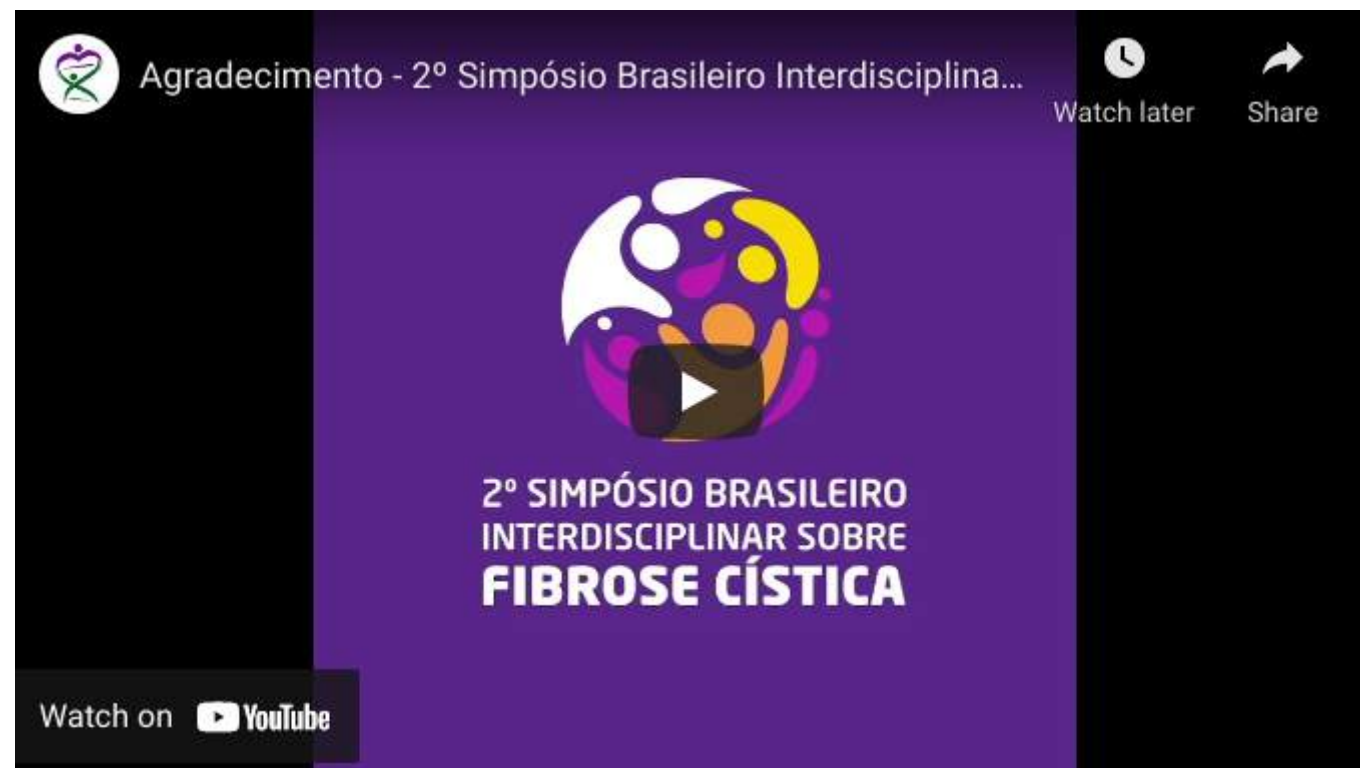 Agradecimento - 2º Simpósio Brasileiro Interdisciplina...
Watch later
Share
2º SIMPÓSIO BRASILEIRO
INTERDISCIPLINAR SOBRE
FIBROSE CÍSTICA
Watch on YouTube